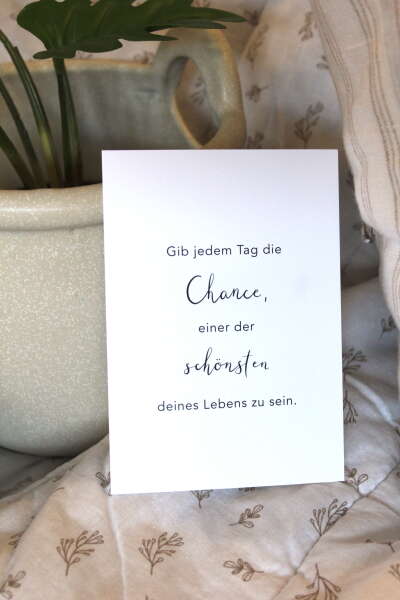 Gib jedem Tag die
Chance,
einer der
schönsten
deines Lebens zu sein.